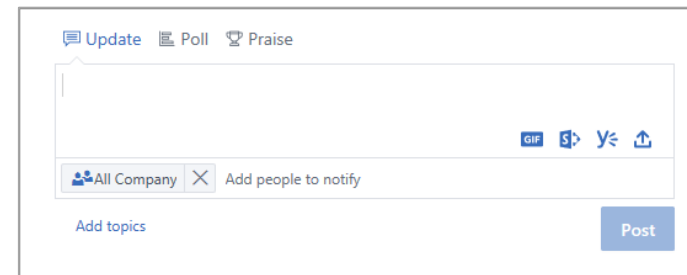 Update Poll Praise
GIF
All Company Add people to notify
Add topics
Post